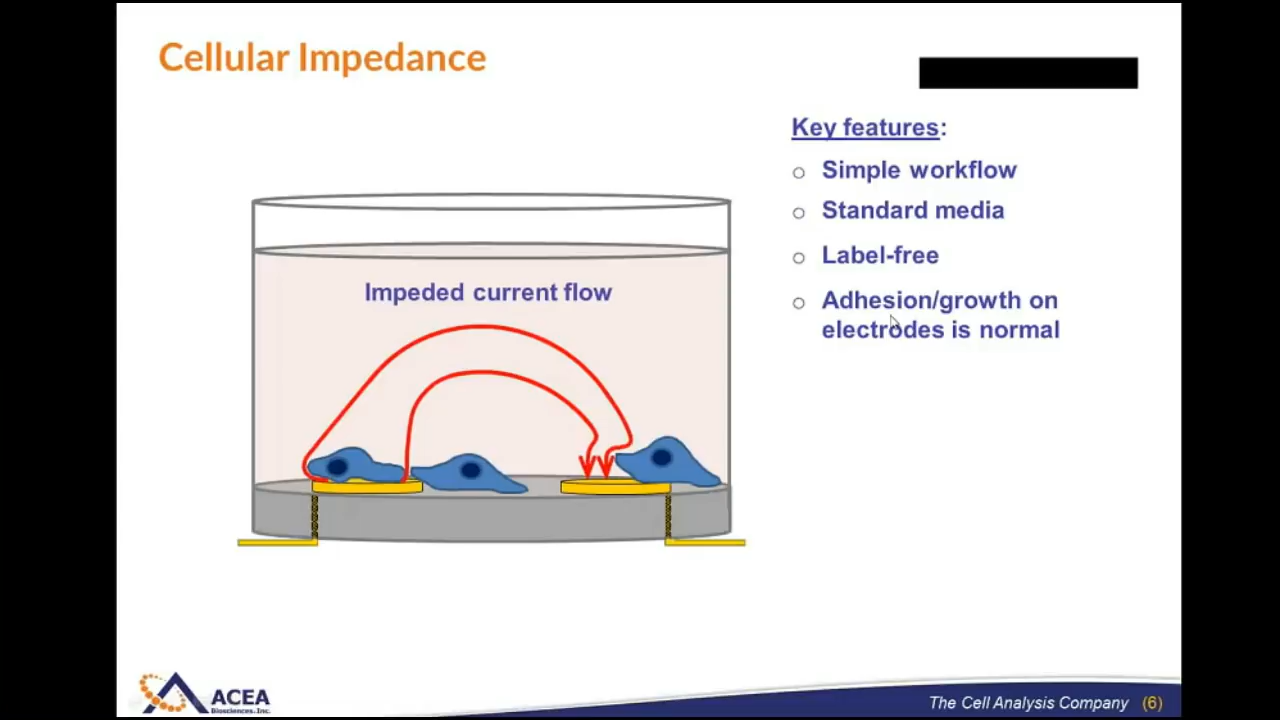 Cellular Impedance
Key features:
Simple workflow
Standard media
Label-free
Adhesion/growth on
electrodes is normal
Impeded current flow
ACEA
Biosciences, Inc.
The Cell Analysis Company (6)